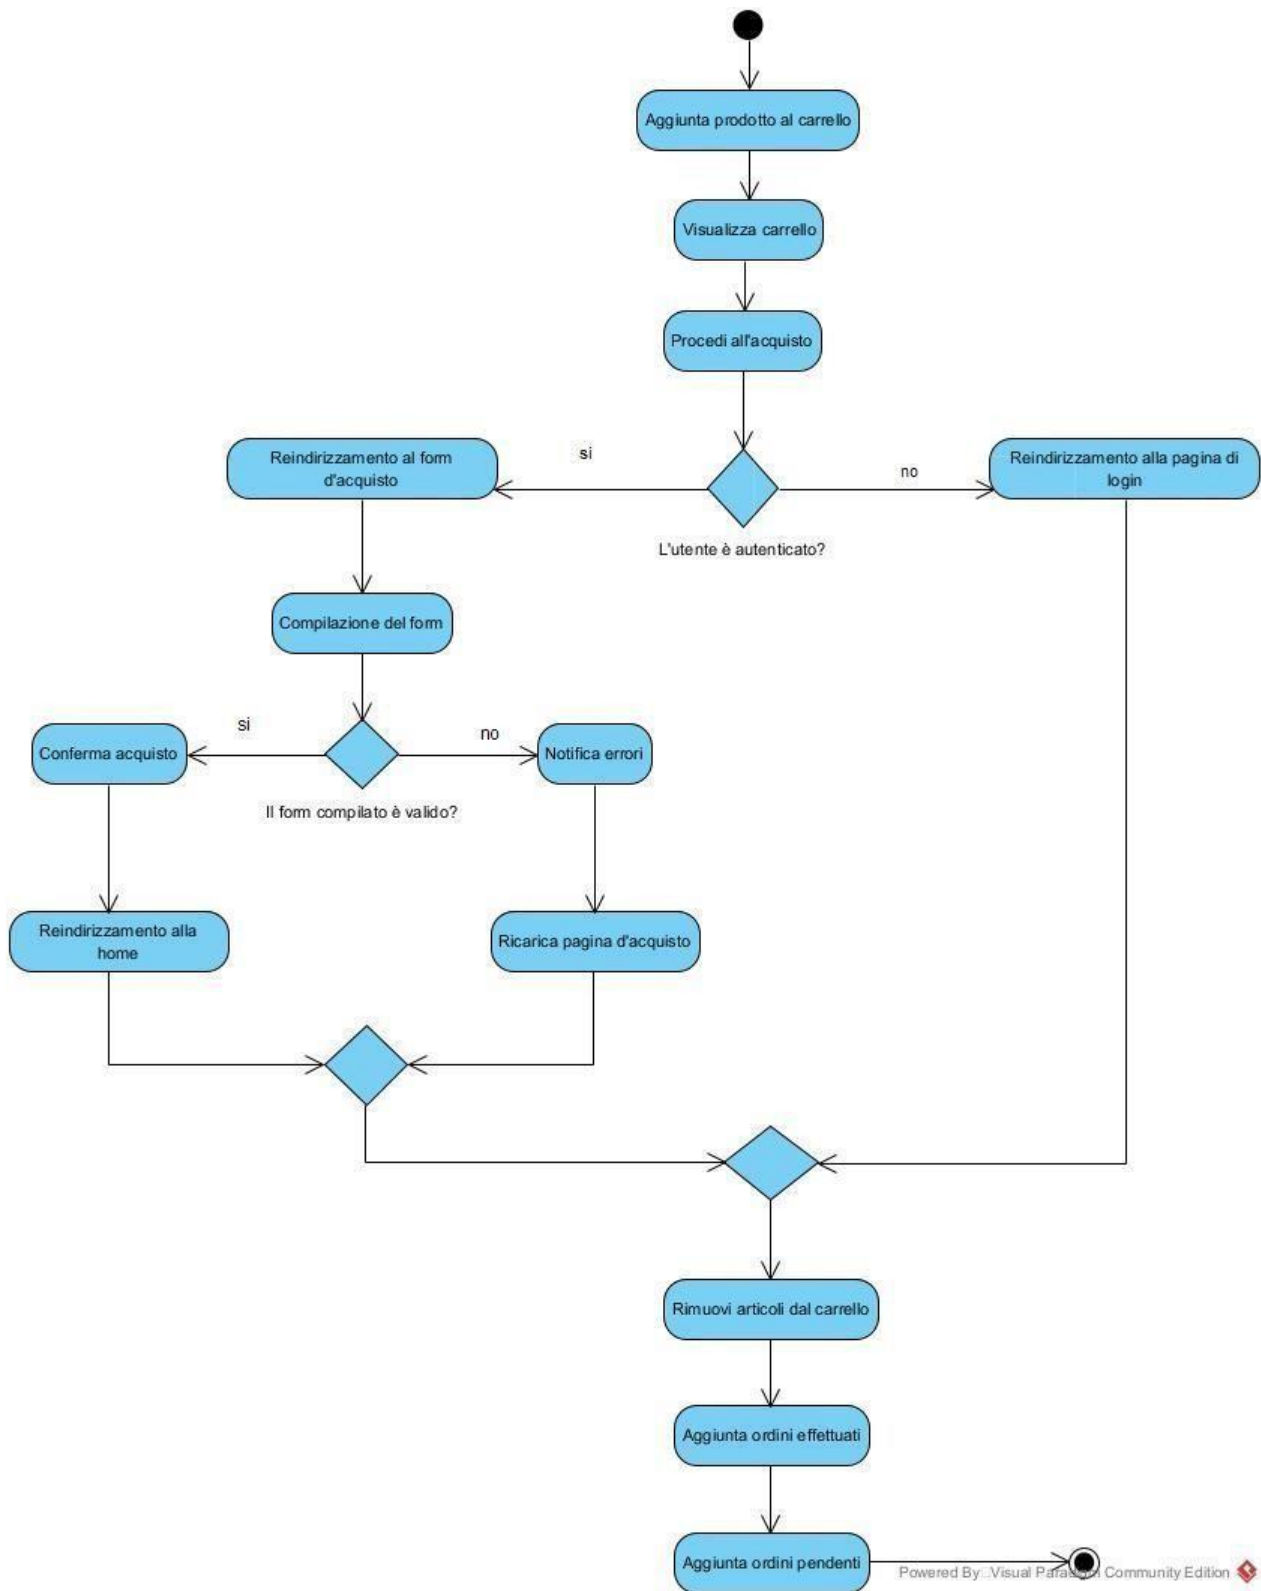 Aggiunta prodotto al carrello
Visualizza carrello
Procedi all'acquisto
Reindirizzamento al form
d'acquisto
si
no
Reindirizzamento alla pagina di
login
L'utente è autenticato?
Compilazione del form
Conferma acquisto
si
no
Notifica errori
Il form compilato è valido?
Reindirizzamento alla
home
Ricarica pagina d'acquisto
Rimuovi articoli dal carrello
Aggiunta ordini effettuati
Aggiunta ordini pendenti
Powered By Visual Paradigm Community Edition